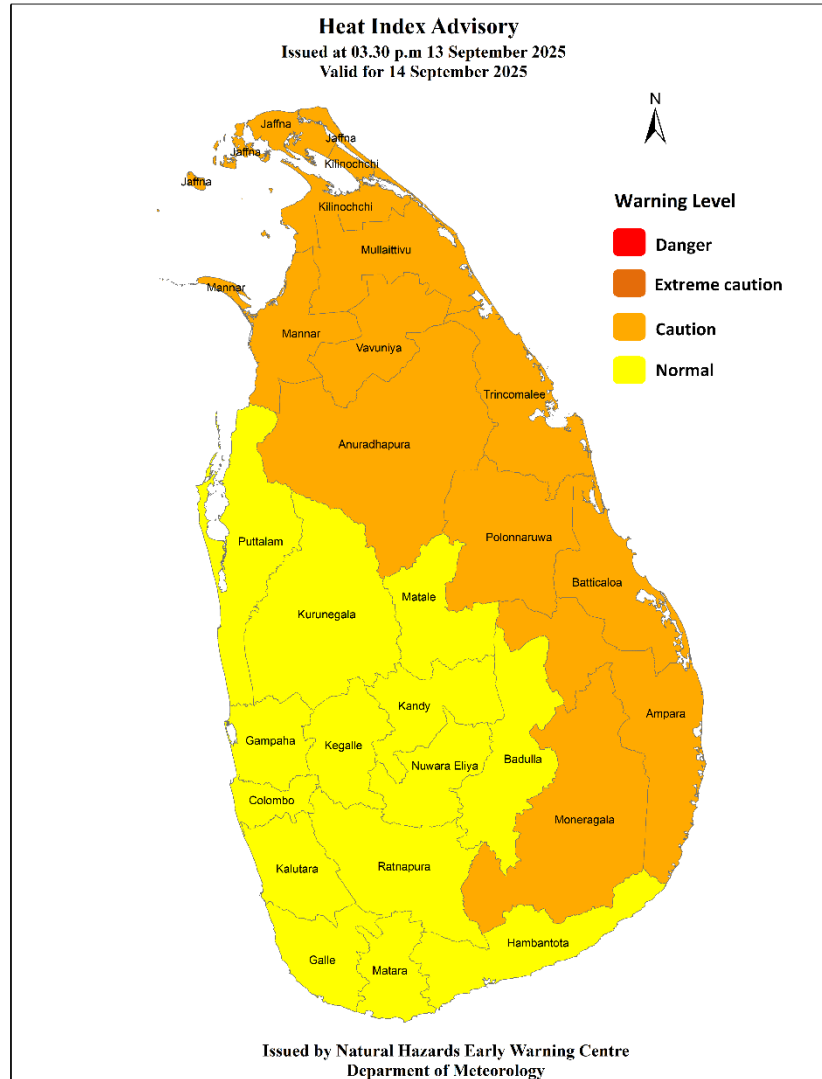 Heat Index Advisory
Issued at 03.30 p.m 13 September 2025
Valid for 14 September 2025
N
Warning Level
Danger
Extreme caution
Caution
Normal
Jaffna
Jaffna
Jaffna
Kilinochchi
Jaffna
Kilinochchi
Mullaittivu
Mannar
Mannar
Vavuniya
Trincomalee
Anuradhapura
Polonnaruwa
Puttalam
Batticaloa
Matale
Kurunegala
Kandy
Ampara
Gampaha
Kegalle
Nuwara Eliya
Badulla
Colombo
Moneragala
Kalutara
Ratnapura
Hambantota
Galle
Matara
Issued by Natural Hazards Early Warning Centre
Deparment of Meteorology